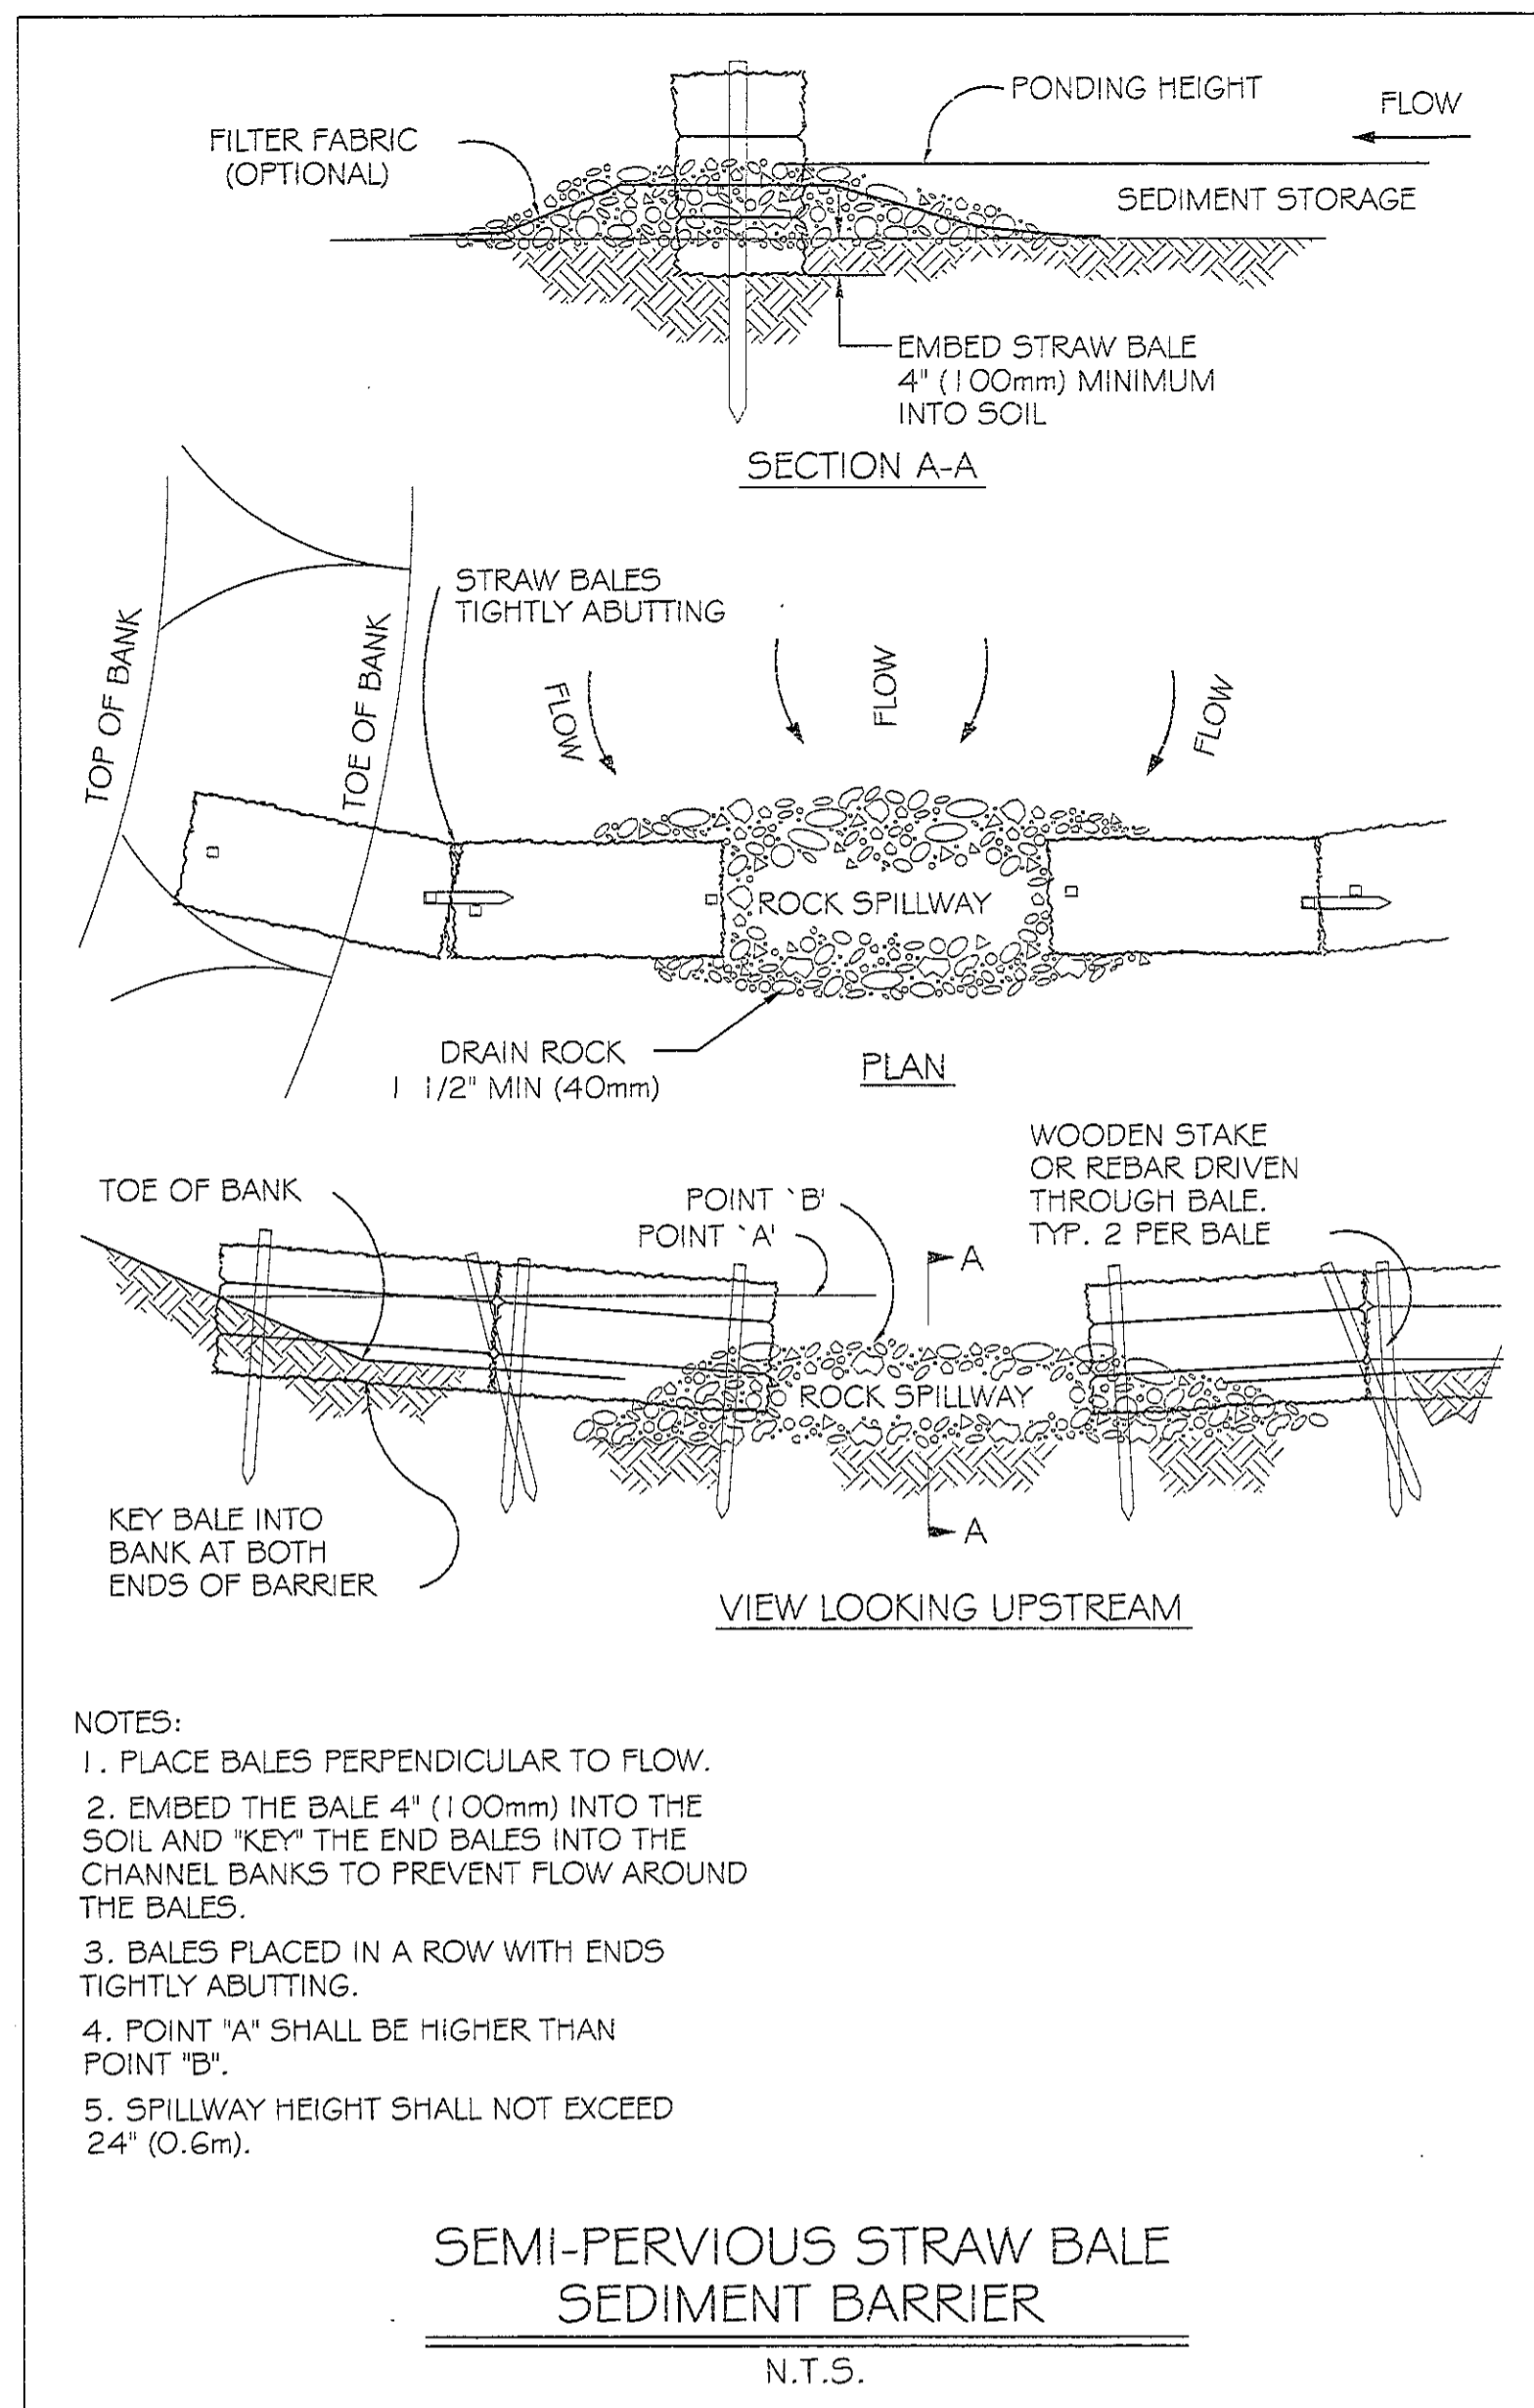 PONDING HEIGHT
FLOW
FILTER FABRIC
(OPTIONAL)
SEDIMENT STORAGE
EMBED STRAW BALE
4" (100mm) MINIMUM
INTO SOIL
SECTION A-A
STRAW BALES
TIGHTLY ABUTTING
TOP OF BANK
TOE OF BANK
FLOW
FLOW
FLOW
ROCK SPILLWAY
DRAIN ROCK
1 1/2" MIN (40mm)
PLAN
WOODEN STAKE
OR REBAR DRIVEN
THROUGH BALE.
TYP. 2 PER BALE
TOE OF BANK
POINT `B'
POINT `A'
A
ROCK SPILLWAY
A
KEY BALE INTO
BANK AT BOTH
ENDS OF BARRIER
VIEW LOOKING UPSTREAM
NOTES:
1. PLACE BALES PERPENDICULAR TO FLOW.
2. EMBED THE BALE 4" (100mm) INTO THE
SOIL AND "KEY" THE END BALES INTO THE
CHANNEL BANKS TO PREVENT FLOW AROUND
THE BALES.
3. BALES PLACED IN A ROW WITH ENDS
TIGHTLY ABUTTING.
4. POINT "A" SHALL BE HIGHER THAN
POINT "B".
5. SPILLWAY HEIGHT SHALL NOT EXCEED
24" (0.6m).
SEMI-PERVIOUS STRAW BALE
SEDIMENT BARRIER
N.T.S.